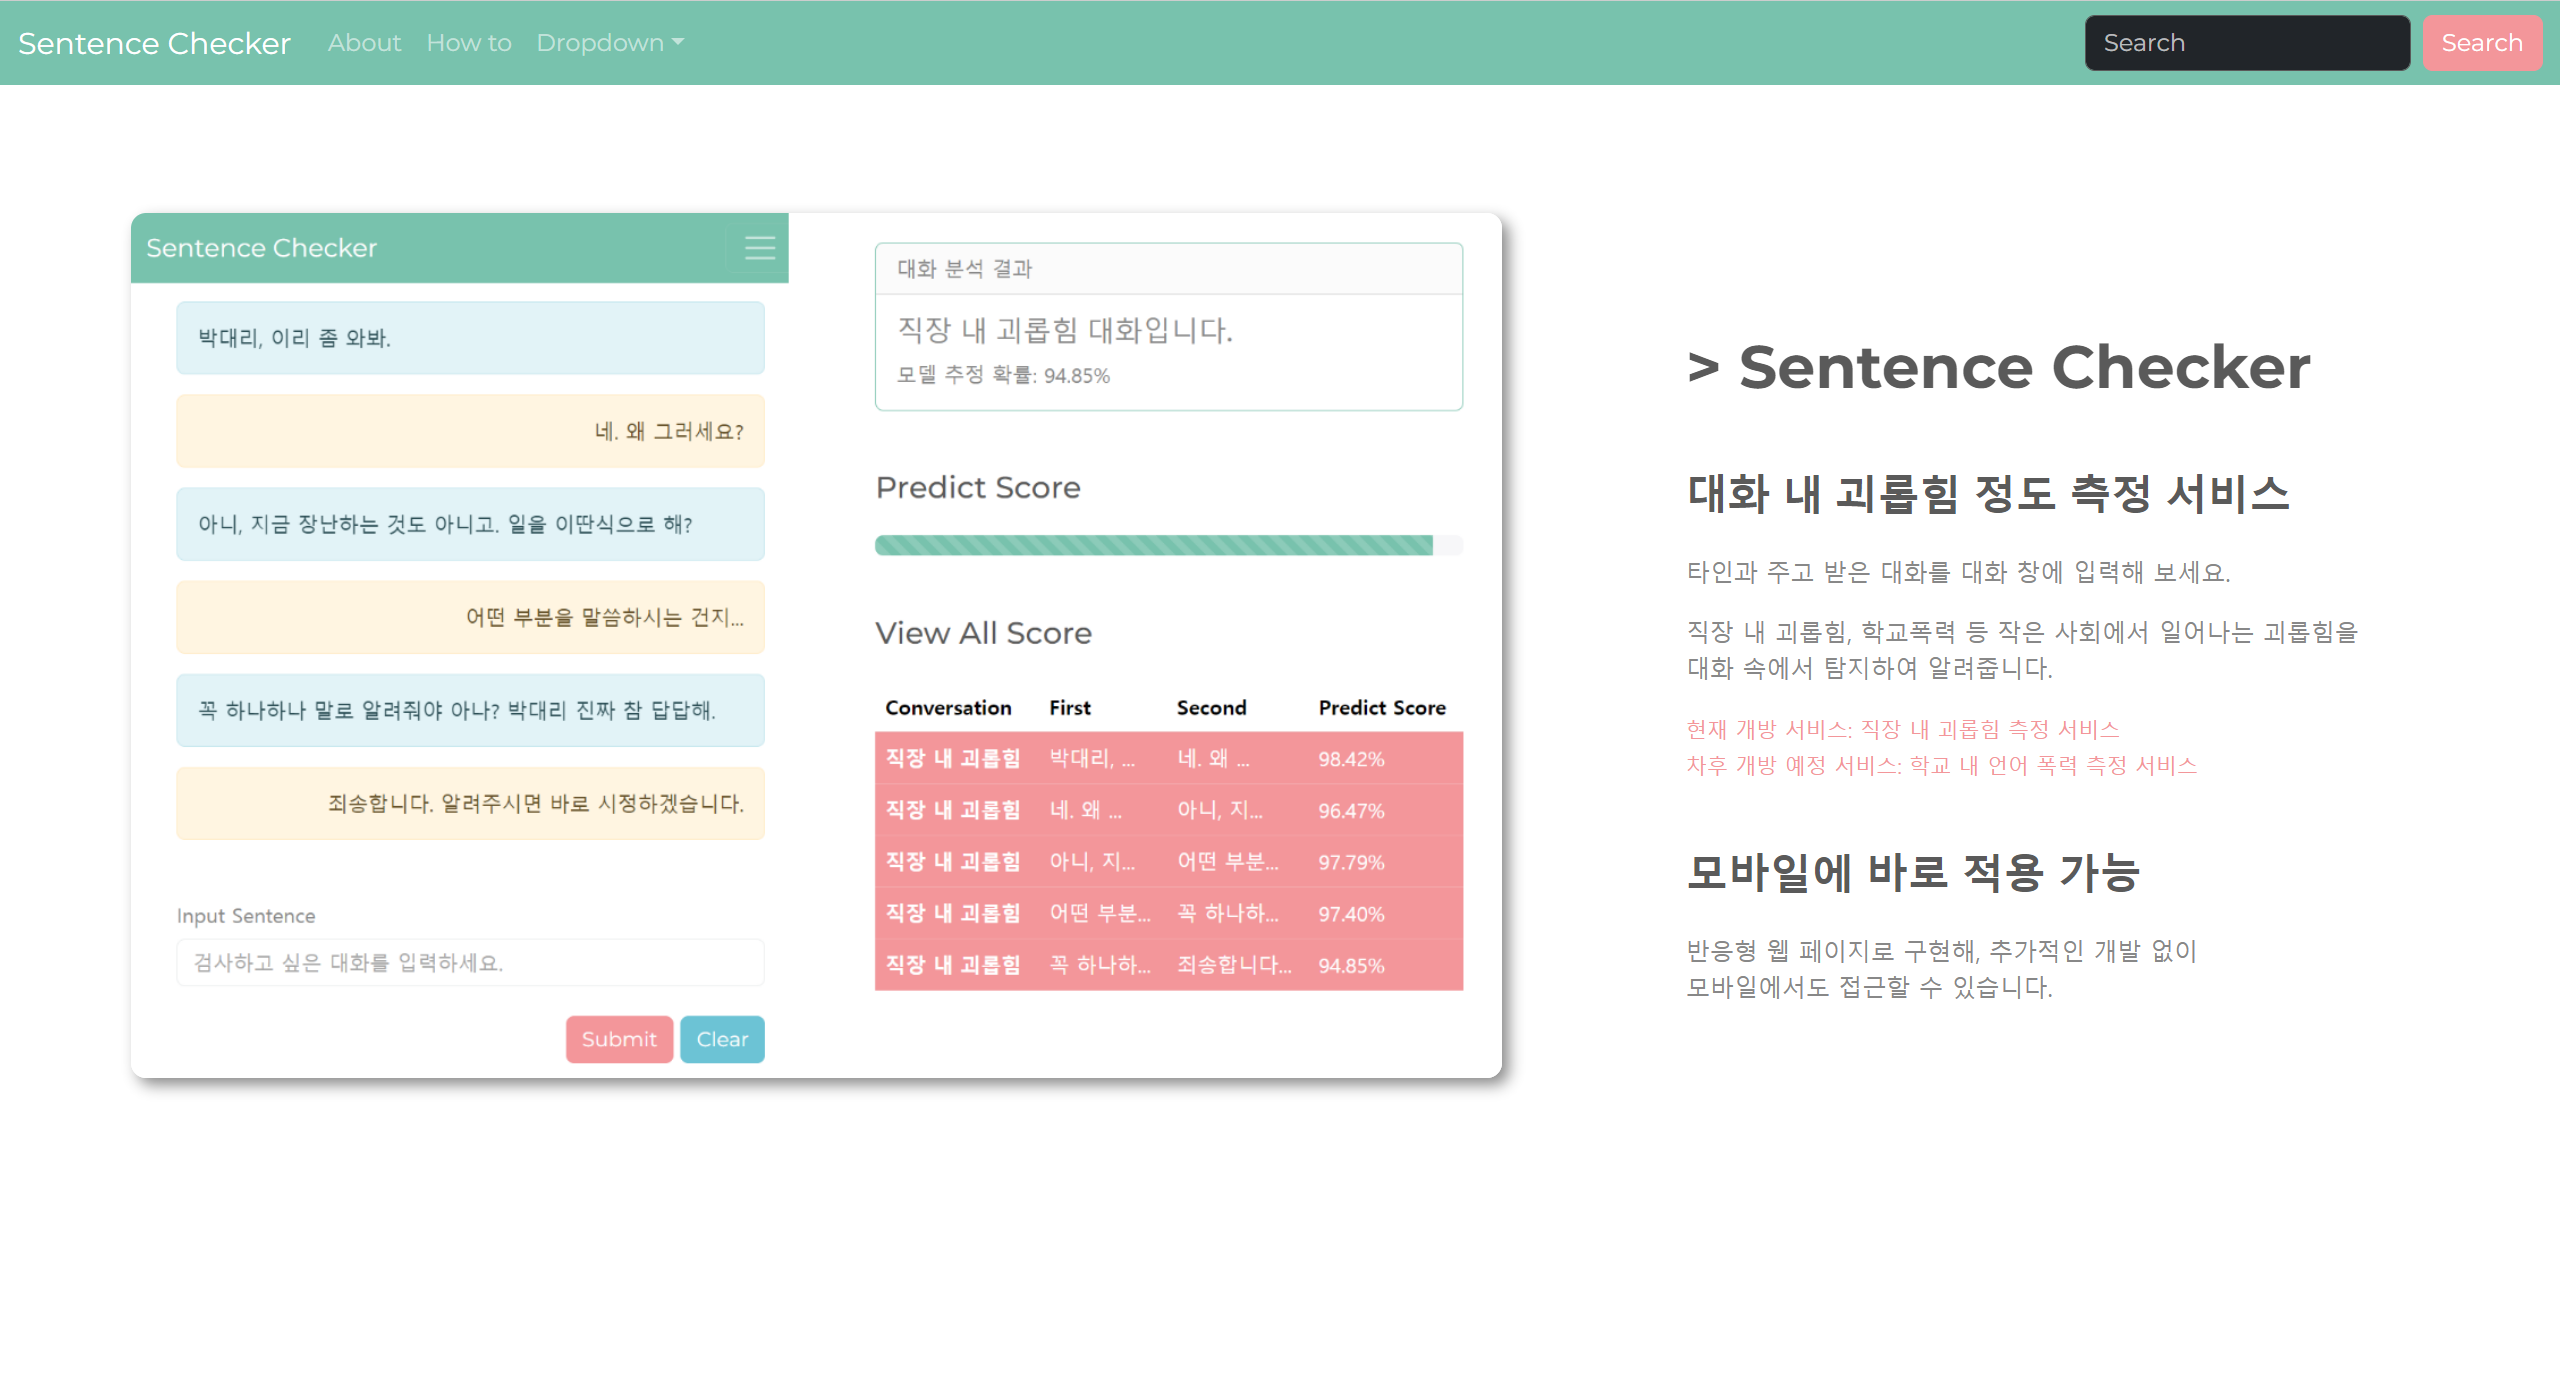 Sentence Checker About How to Dropdown Search Search
Sentence Checker
박대리, 이리 좀 와봐.
네. 왜 그러세요?
아니, 지금 장난하는 것도 아니고. 일을 이딴식으로 해?
어떤 부분을 말씀하시는 건지...
꼭 하나하나 말로 알려줘야 아나? 박대리 진짜 참 답답해.
죄송합니다. 알려주시면 바로 시정하겠습니다.
Input Sentence
검사하고 싶은 대화를 입력하세요.
Submit Clear
대화 분석 결과
직장 내 괴롭힘 대화입니다.
모델 추정 확률: 94.85%
Predict Score
View All Score
Conversation First Second Predict Score
직장 내 괴롭힘 박대리, ... 네. 왜 ... 98.42%
직장 내 괴롭힘 네. 왜 ... 아니, 지... 96.47%
직장 내 괴롭힘 아니, 지... 어떤 부분... 97.79%
직장 내 괴롭힘 어떤 부분... 꼭 하나하... 97.40%
직장 내 괴롭힘 꼭 하나하... 죄송합니다... 94.85%
> Sentence Checker
대화 내 괴롭힘 정도 측정 서비스
타인과 주고 받은 대화를 대화 창에 입력해 보세요.
직장 내 괴롭힘, 학교폭력 등 작은 사회에서 일어나는 괴롭힘을
대화 속에서 탐지하여 알려줍니다.
현재 개방 서비스: 직장 내 괴롭힘 측정 서비스
차후 개방 예정 서비스: 학교 내 언어 폭력 측정 서비스
모바일에 바로 적용 가능
반응형 웹 페이지로 구현해, 추가적인 개발 없이
모바일에서도 접근할 수 있습니다.